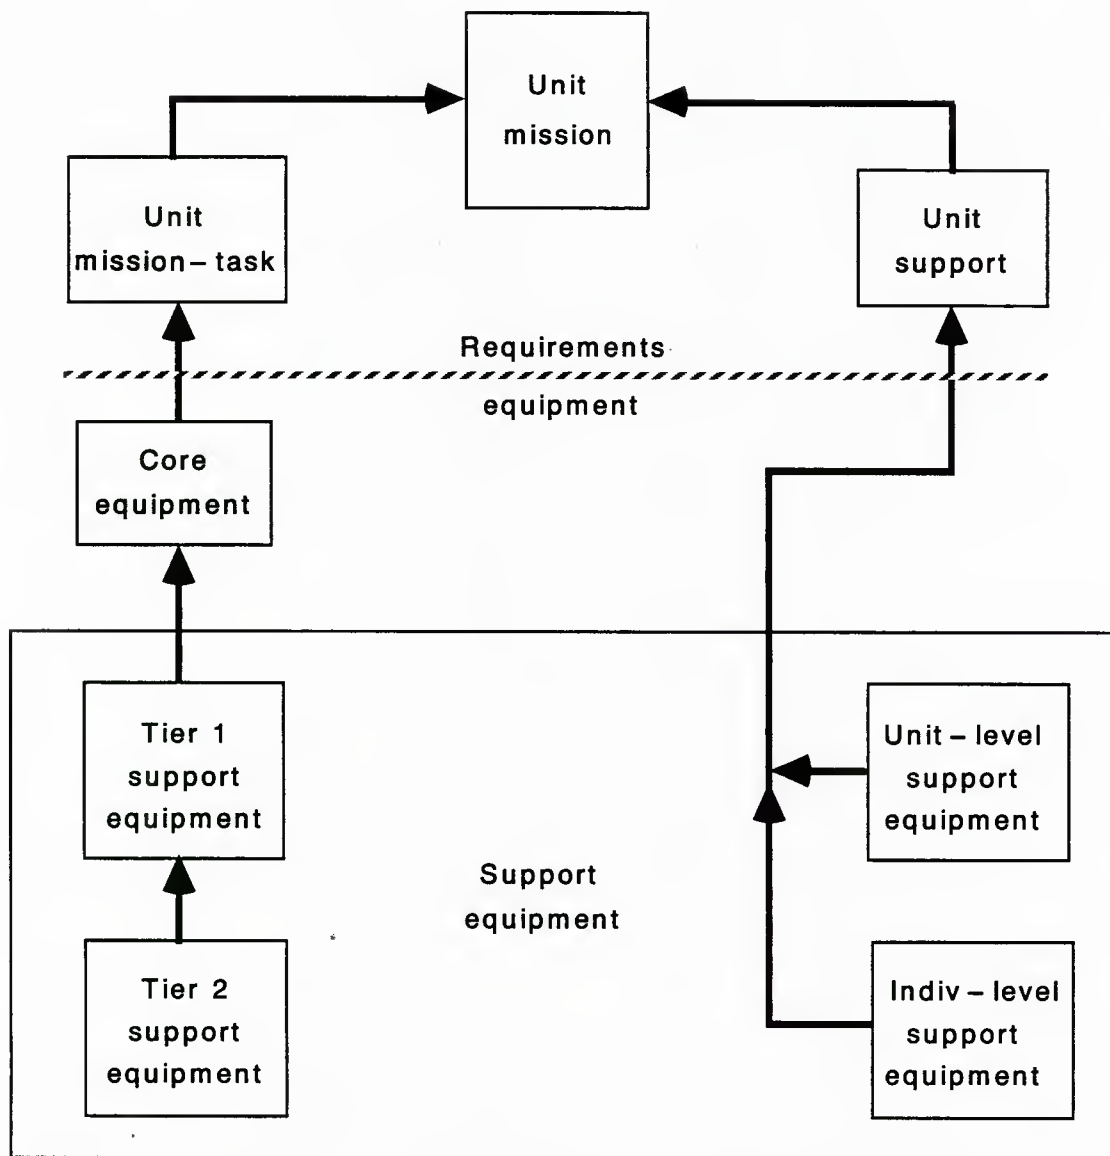 Unit
mission
Unit
mission–task
Unit
support
Requirements
equipment
Core
equipment
Tier 1
support
equipment
Unit–level
support
equipment
Support
equipment
Tier 2
support
equipment
Indiv–level
support
equipment